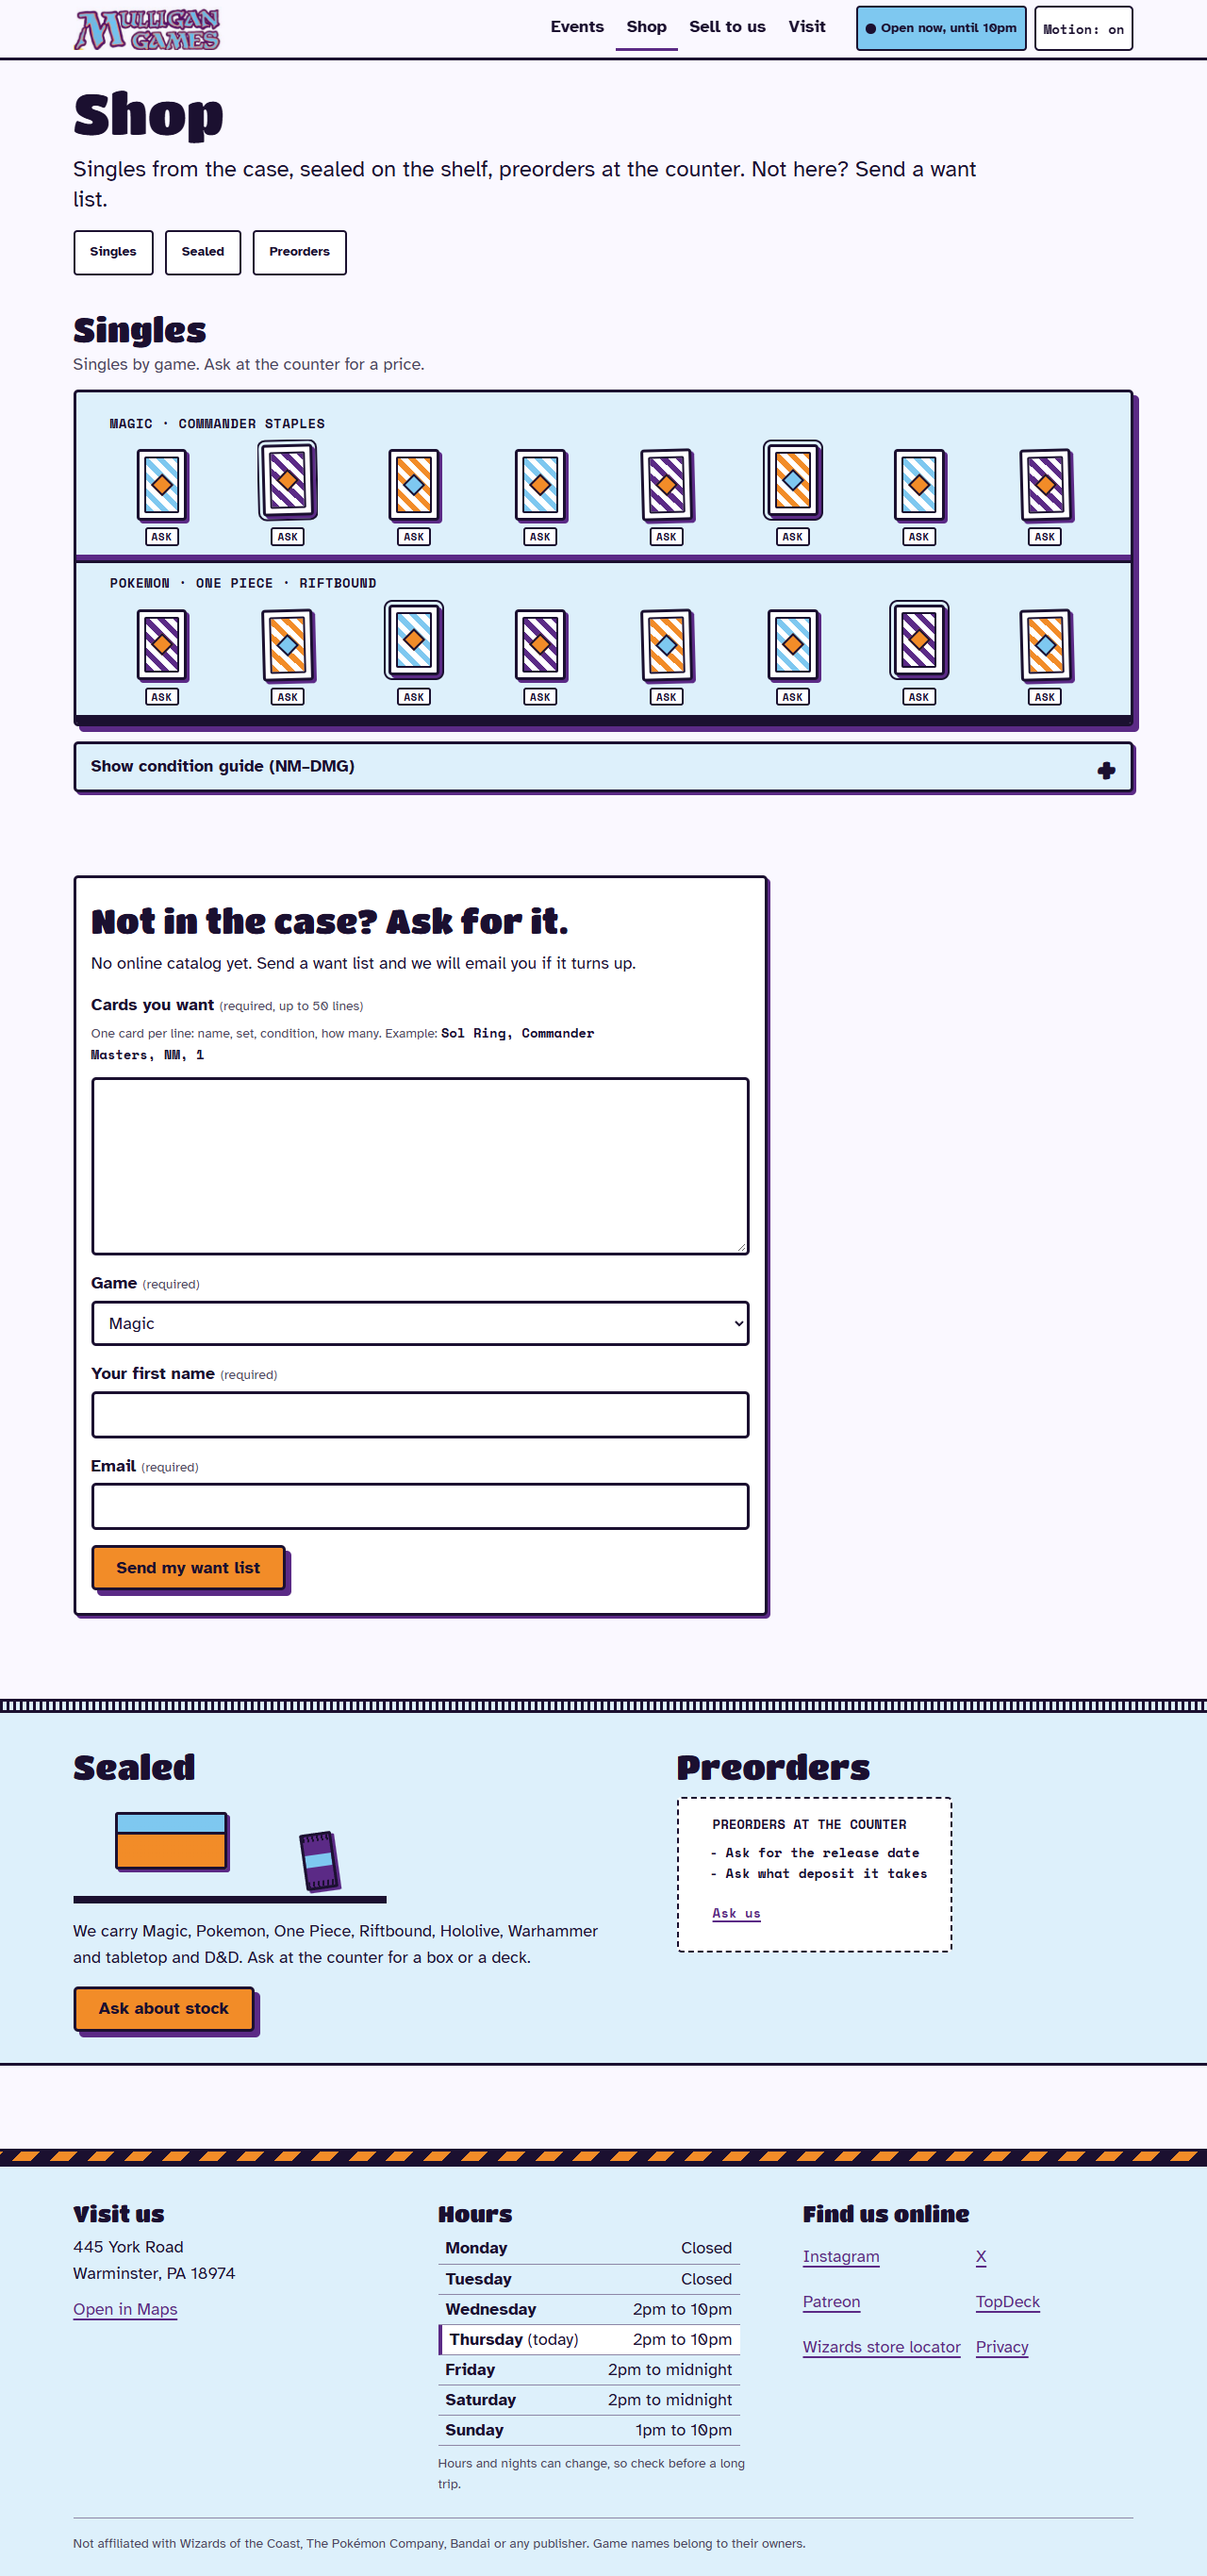 MULLIGAN
GAMES
Events Shop Sell to us Visit Open now, until 10pm Motion: on
Shop
Singles from the case, sealed on the shelf, preorders at the counter. Not here? Send a want
list.
Singles Sealed Preorders
Singles
Singles by game. Ask at the counter for a price.
MAGIC · COMMANDER STAPLES
ASK ASK ASK ASK ASK ASK ASK ASK
POKEMON · ONE PIECE · RIFTBOUND
ASK ASK ASK ASK ASK ASK ASK ASK
Show condition guide (NM–DMG)
Not in the case? Ask for it.
No online catalog yet. Send a want list and we will email you if it turns up.
Cards you want (required, up to 50 lines)
One card per line: name, set, condition, how many. Example: Sol Ring, Commander
Masters, NM, 1
Game (required)
Magic
Your first name (required)
Email (required)
Send my want list
Sealed
We carry Magic, Pokemon, One Piece, Riftbound, Hololive, Warhammer
and tabletop and D&D. Ask at the counter for a box or a deck.
Ask about stock
Preorders
PREORDERS AT THE COUNTER
- Ask for the release date
- Ask what deposit it takes
Ask us
Visit us
445 York Road
Warminster, PA 18974
Open in Maps
Hours
Monday Closed
Tuesday Closed
Wednesday 2pm to 10pm
Thursday (today) 2pm to 10pm
Friday 2pm to midnight
Saturday 2pm to midnight
Sunday 1pm to 10pm
Hours and nights can change, so check before a long
trip.
Find us online
Instagram X
Patreon TopDeck
Wizards store locator Privacy
Not affiliated with Wizards of the Coast, The Pokémon Company, Bandai or any publisher. Game names belong to their owners.